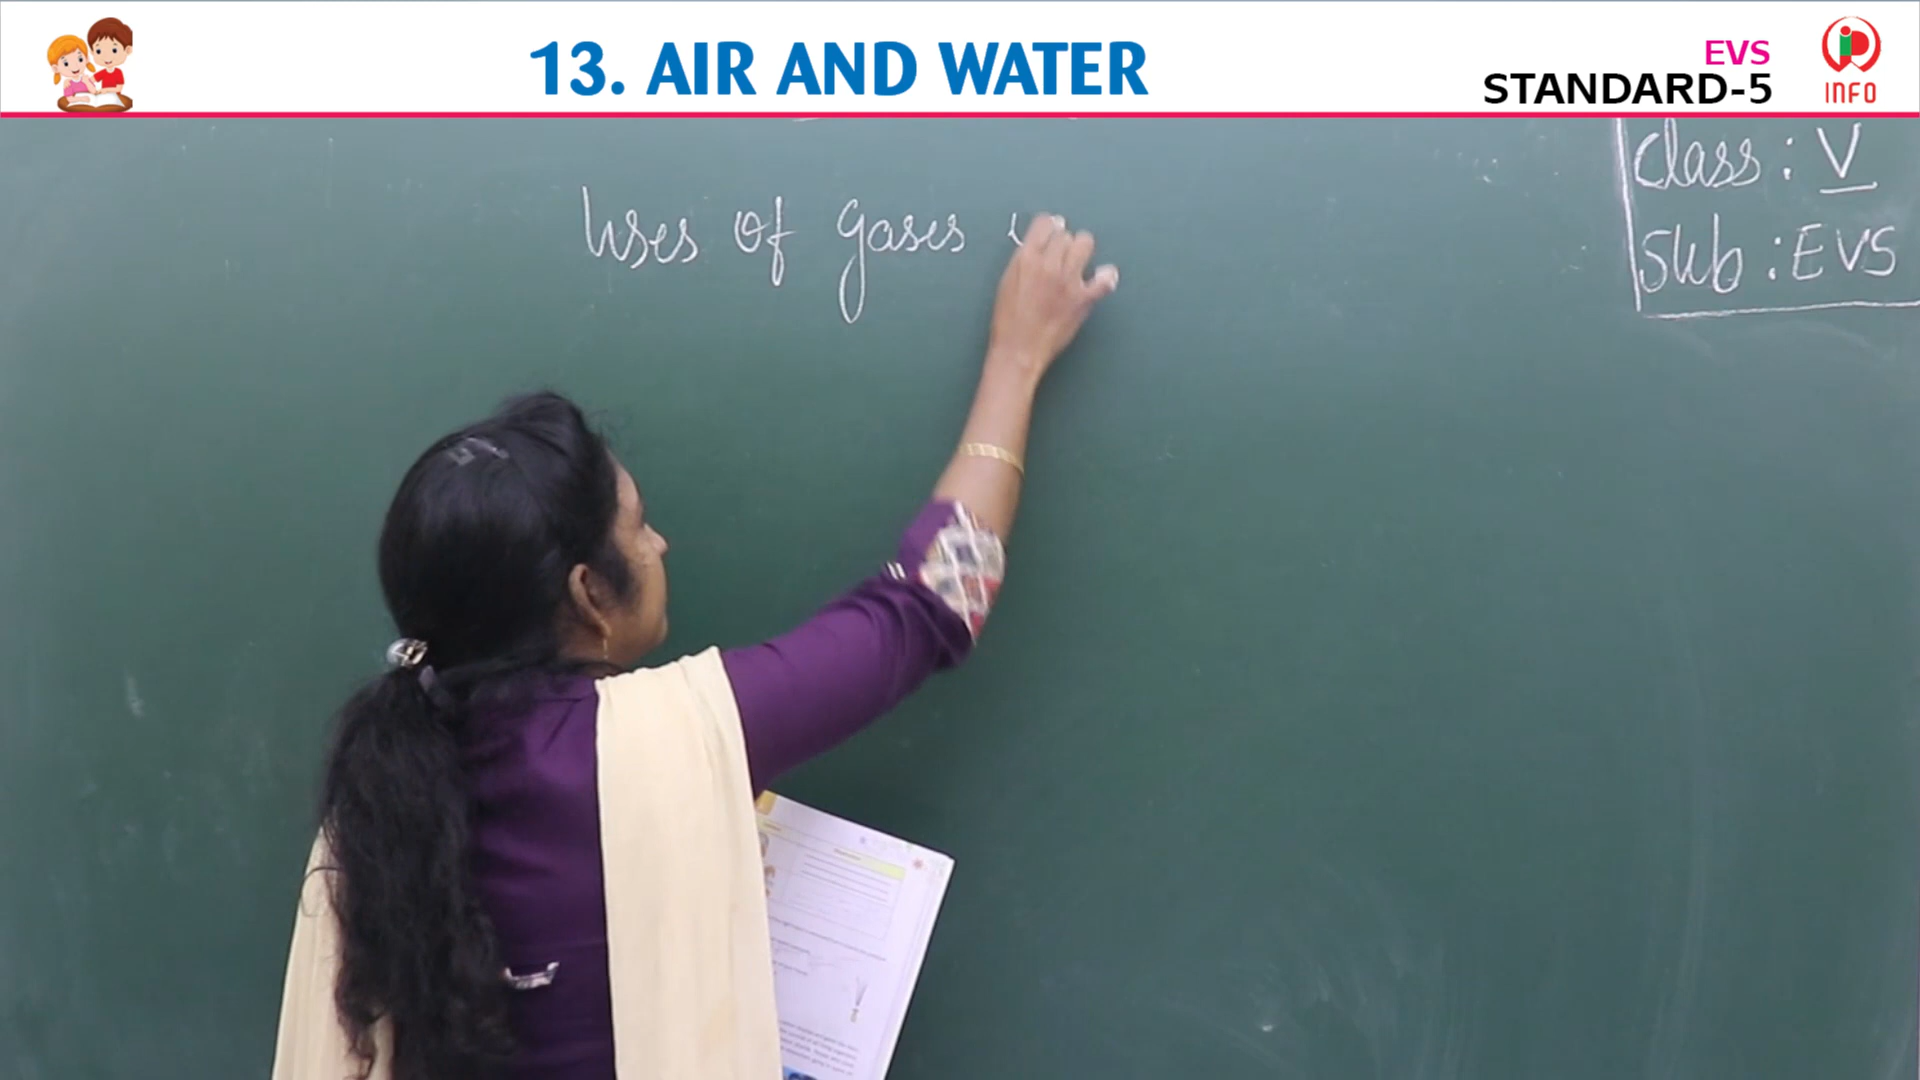 13. AIR AND WATER
EVS
STANDARD-5
INFO
Class : V
Sub : EVS
Uses of gases